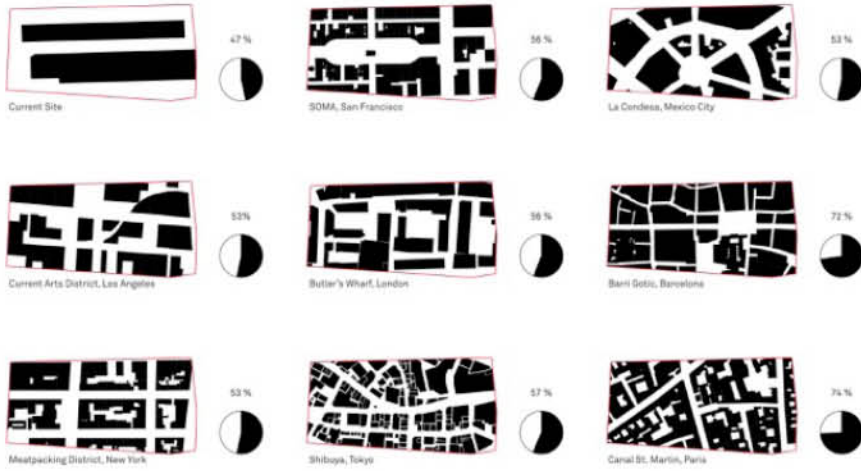 47 %
Current Site
56 %
SOMA, San Francisco
53 %
La Condesa, Mexico City
53%
Current Arts District, Los Angeles
56 %
Butler's Wharf, London
72 %
Barri Gotic, Barcelona
53 %
Meatpacking District, New York
57 %
Shibuya, Tokyo
74 %
Canal St. Martin, Paris